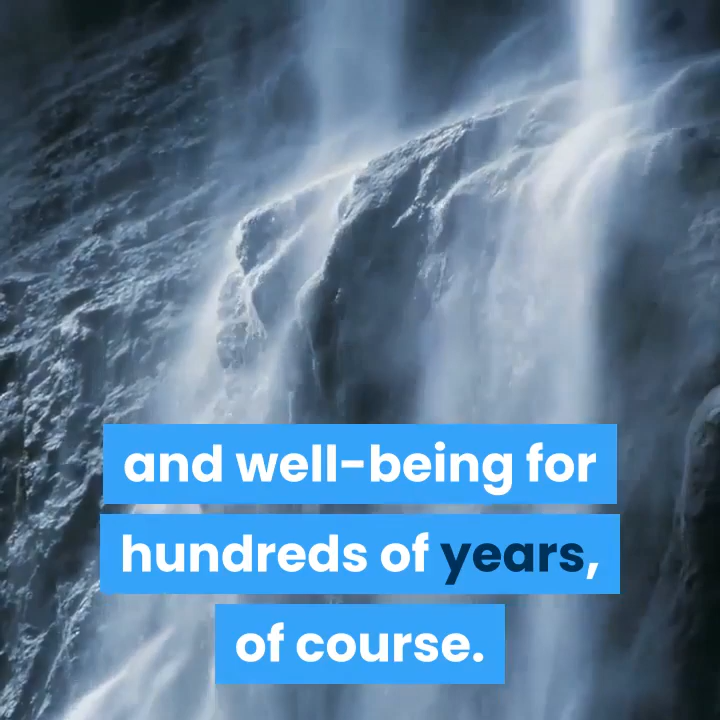 and well-being for
hundreds of years,
of course.